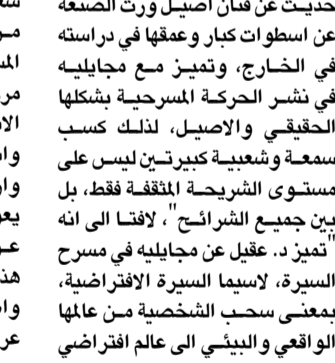 حديث عن فنان اصيل ورث الصنعة
عن اسطوات كبار وعمقها في دراسته
في الخارج، وتميز مع مجايليه
في نشر الحركة المسرحية بشكلها
الحقيقي والاصيل، لذلك كسب
سمعة وشعبية كبيرتين ليس على
مستوى الشريحة المثقفة فقط، بل
بين جميع الشرائح"، لافتا الى انه
"تميز د. عقيل عن مجايليه في مسرح
السيرة، لاسيما السيرة الافتراضية،
بمعنى سحب الشخصية من عالمها
الواقعي والبيئي الى عالم افتراضي